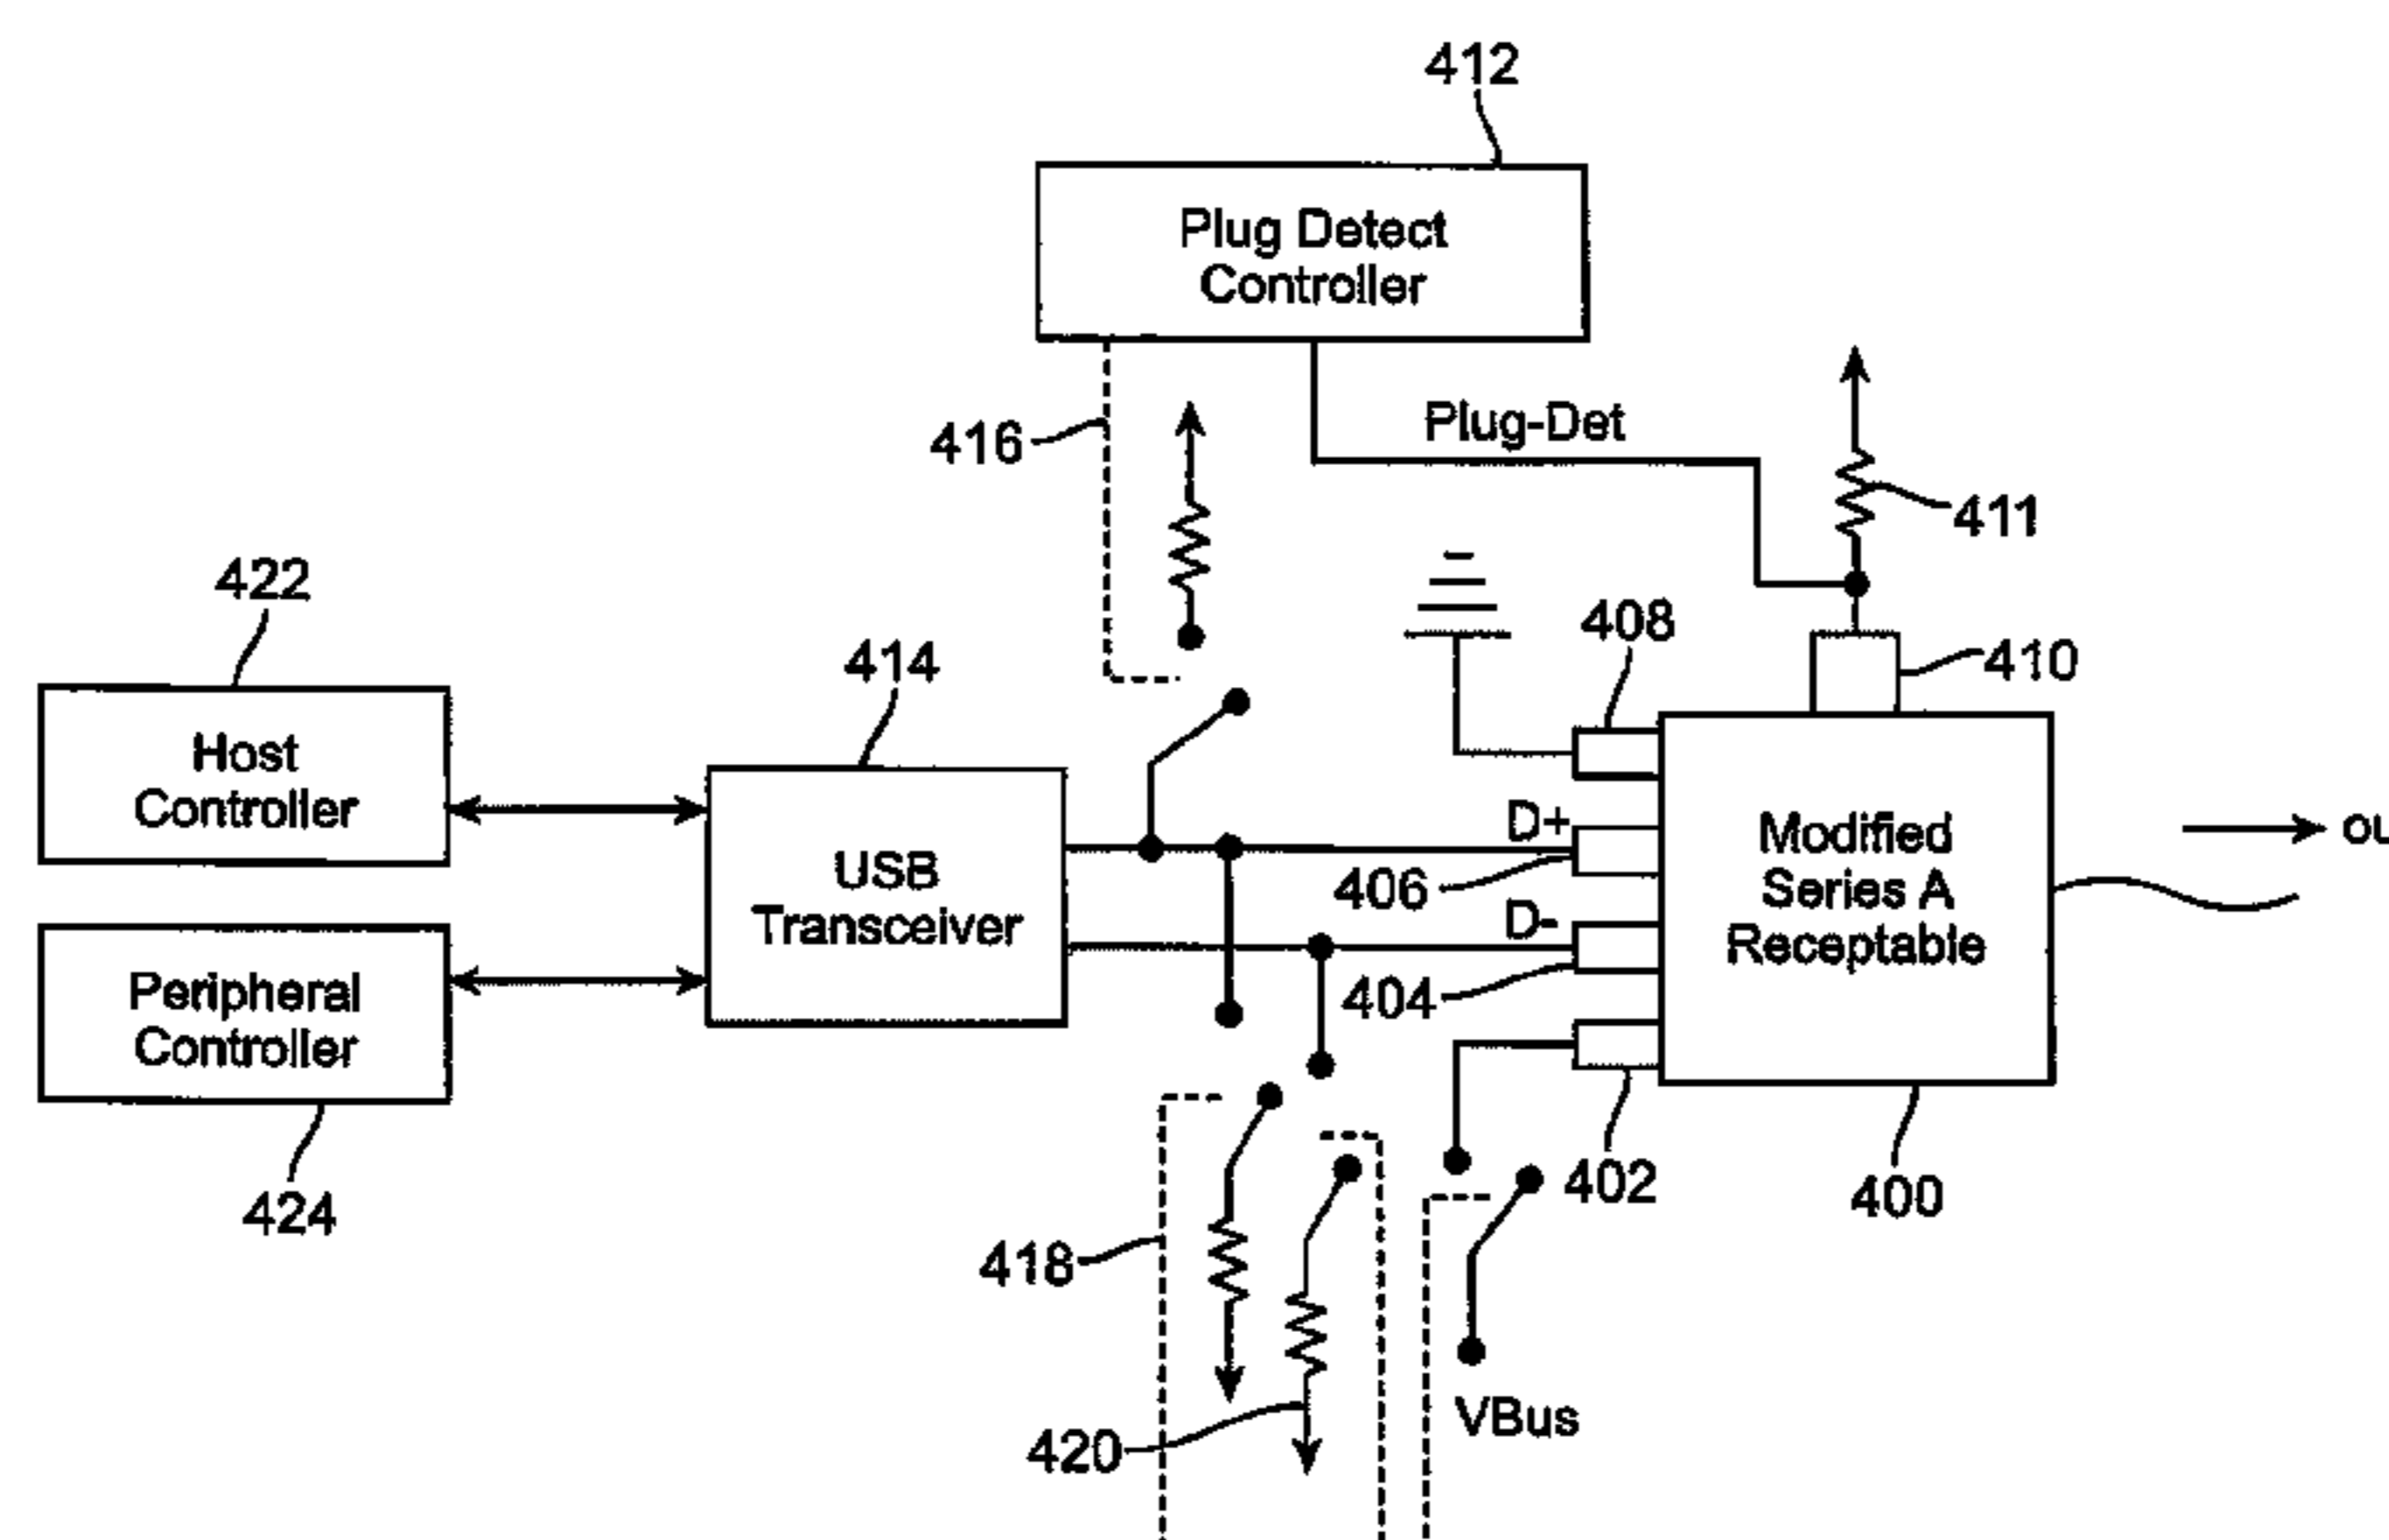 412
Plug Detect
Controller
416
Plug-Det
411
422
414
408
410
Host
Controller
USB
Transceiver
D+
406
D-
404
Modified
Series A
Receptable
ou
Peripheral
Controller
424
402
400
418
420
VBus